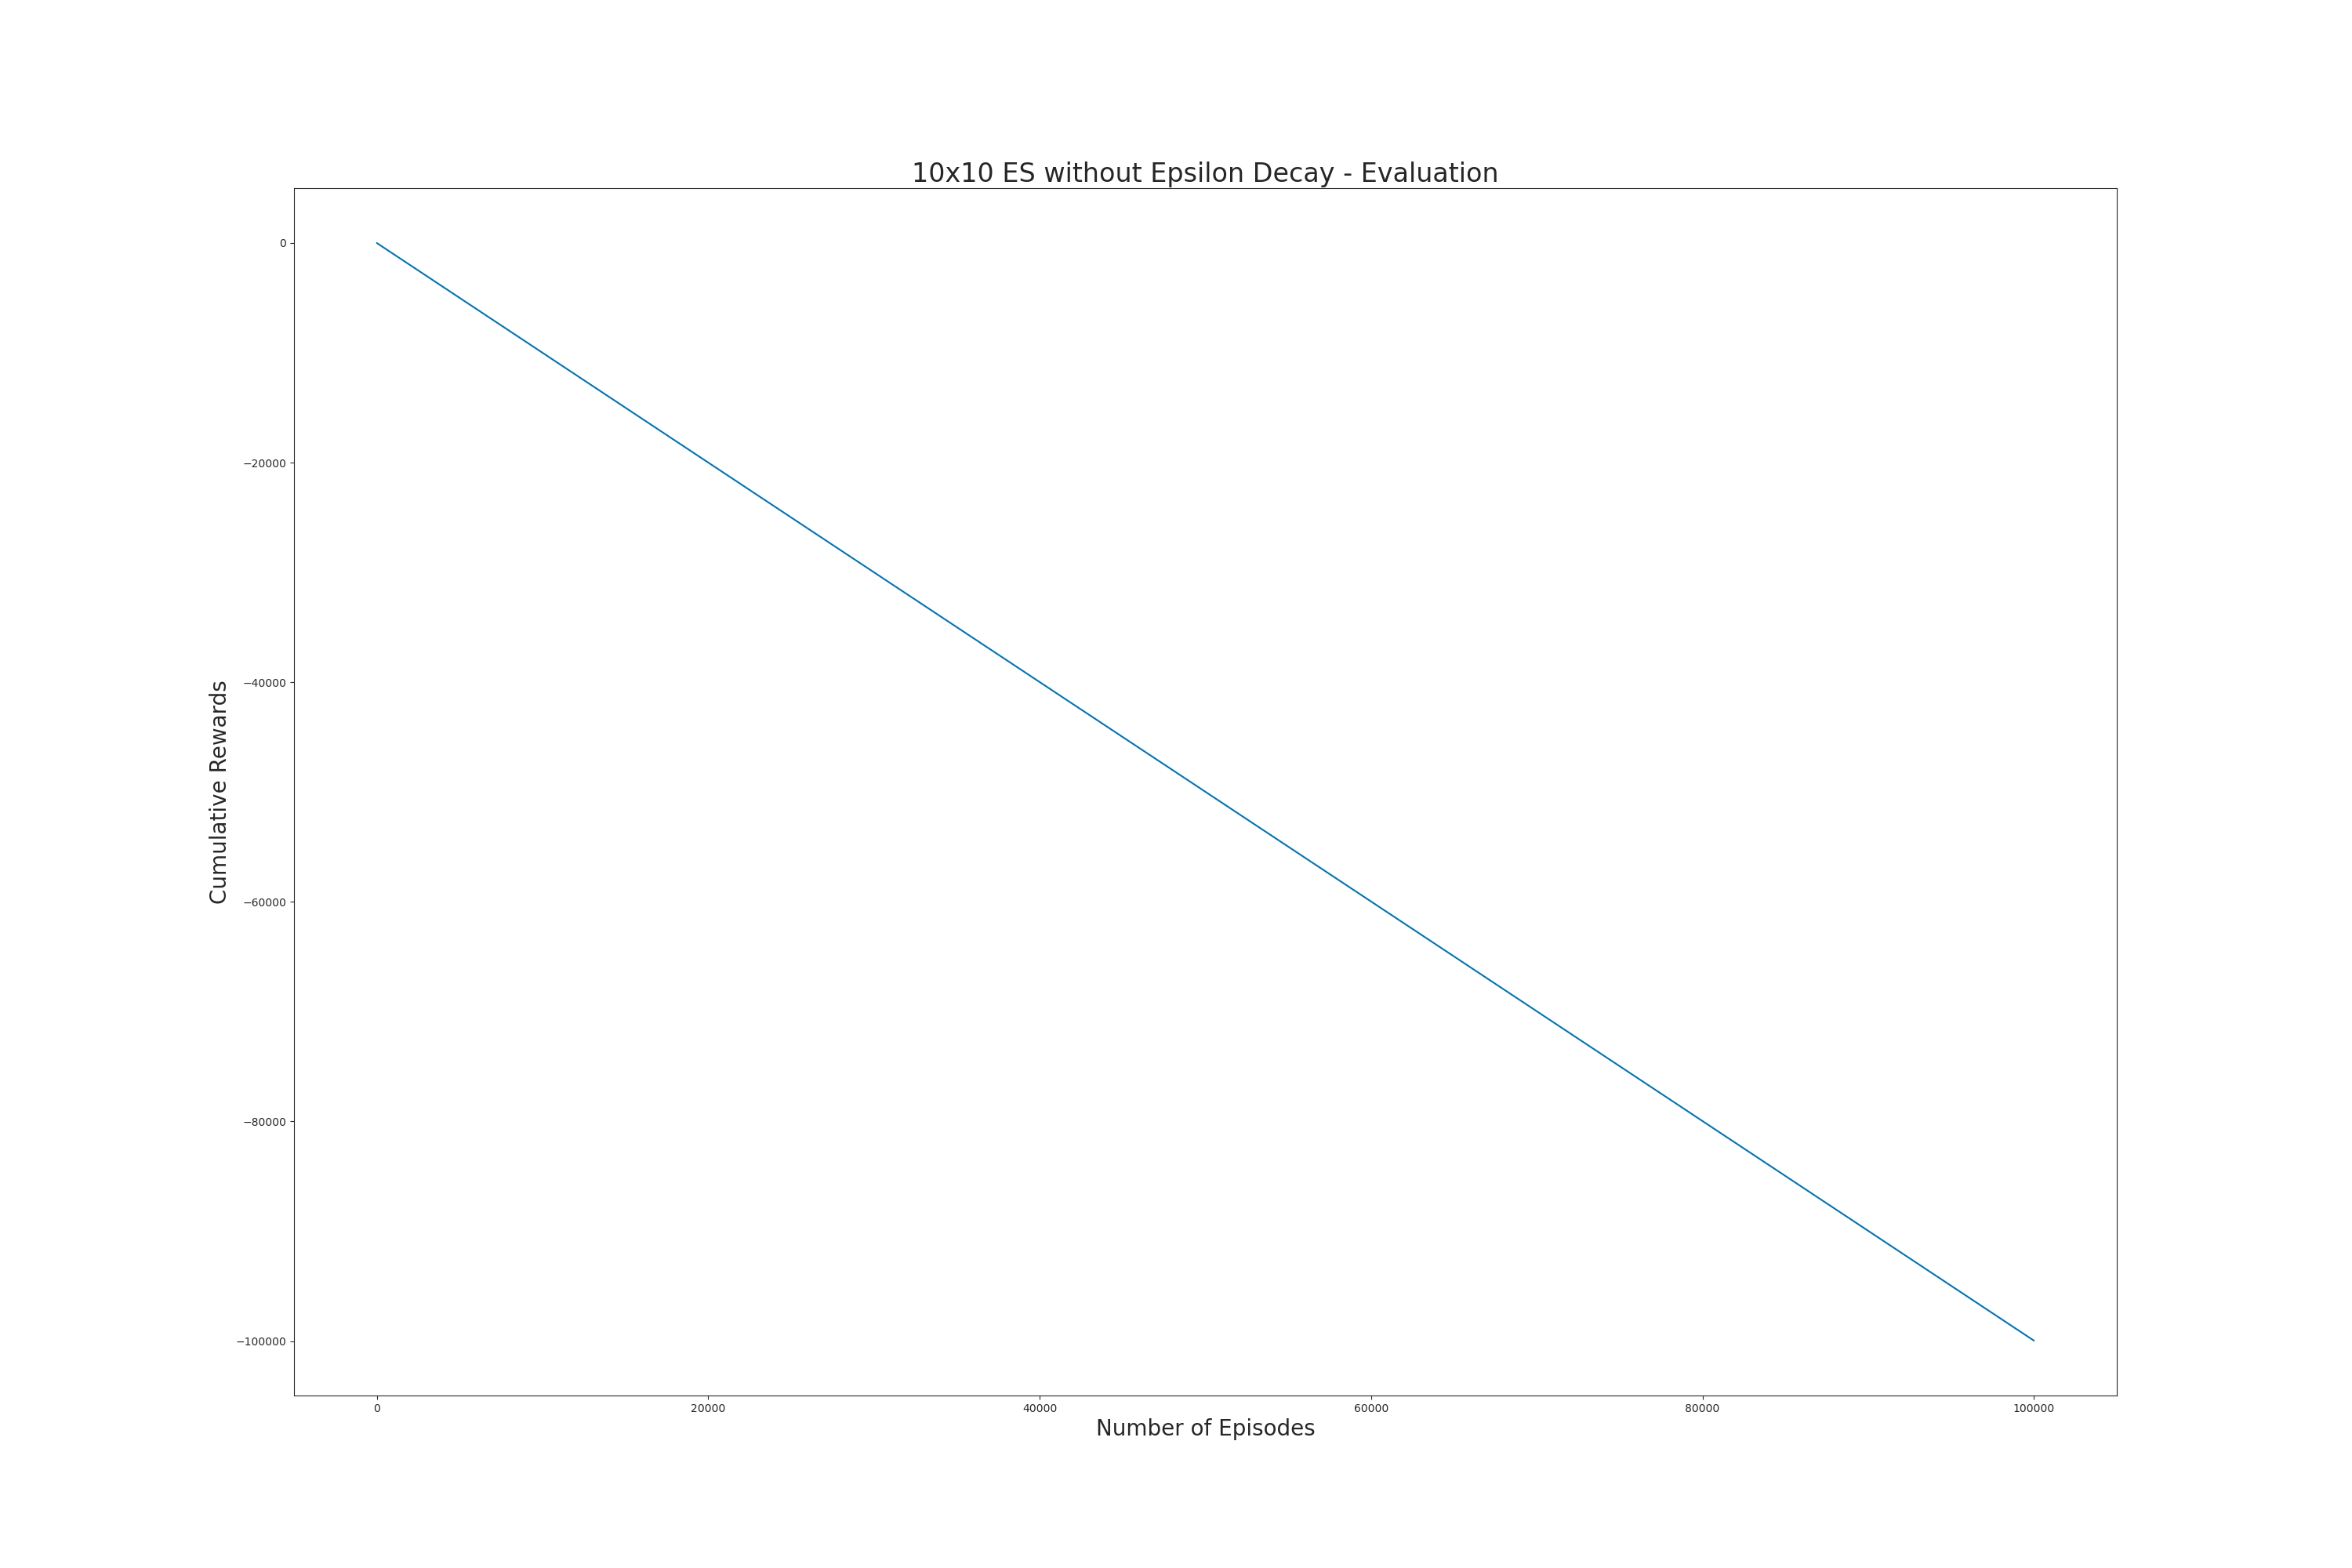 10x10 ES without Epsilon Decay - Evaluation
0
−20000
−40000
−60000
−80000
−100000
Cumulative Rewards
0 20000 40000 60000 80000 100000
Number of Episodes